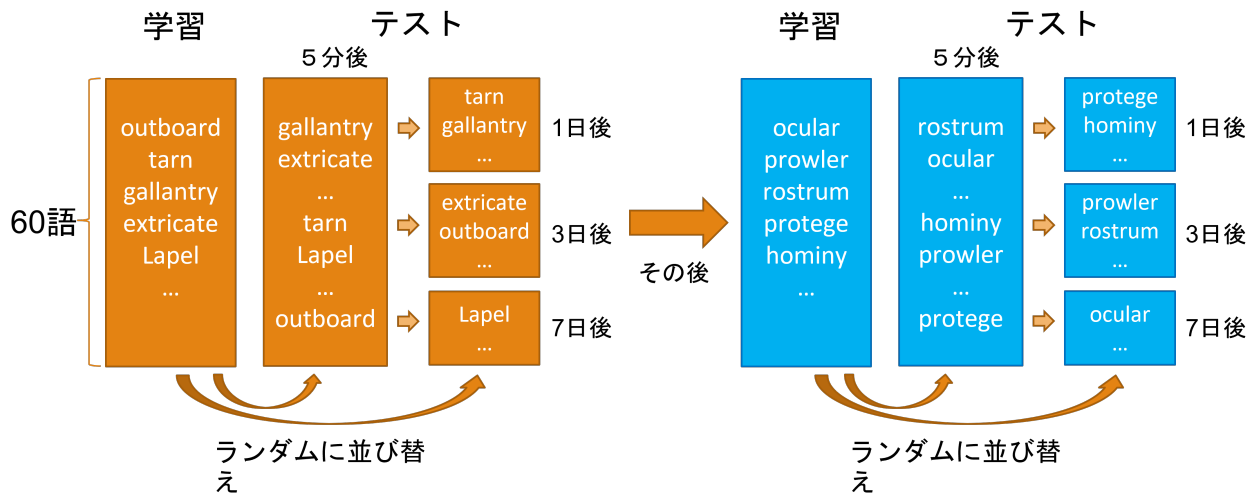 学習
テスト
５分後
60語
outboard
tarn
gallantry
extricate
Lapel
...
gallantry
extricate
...
tarn
Lapel
...
outboard
tarn
gallantry
...
1日後
extricate
outboard
...
3日後
Lapel
...
7日後
ランダムに並び替
え
その後
学習
テスト
５分後
ocular
prowler
rostrum
protege
hominy
...
rostrum
ocular
...
hominy
prowler
...
protege
protege
hominy
...
1日後
prowler
rostrum
...
3日後
ocular
...
7日後
ランダムに並び替
え